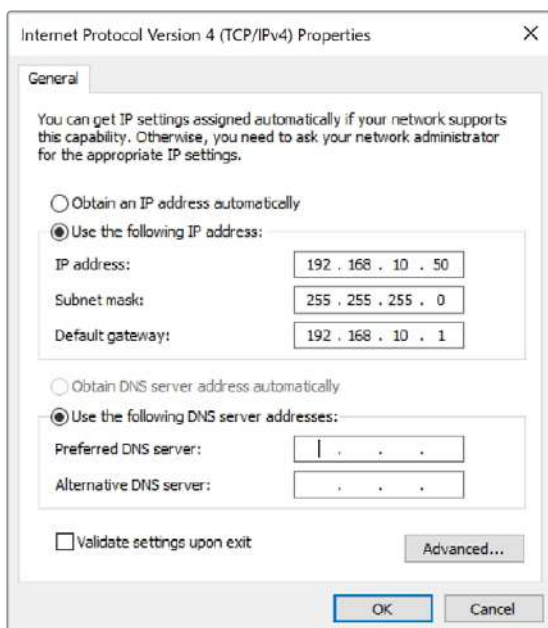 Internet Protocol Version 4 (TCP/IPv4) Properties
General
You can get IP settings assigned automatically if your network supports
this capability. Otherwise, you need to ask your network administrator
for the appropriate IP settings.
Obtain an IP address automatically
Use the following IP address:
IP address: 192 . 168 . 10 . 50
Subnet mask: 255 . 255 . 255 . 0
Default gateway: 192 . 168 . 10 . 1
Obtain DNS server address automatically
Use the following DNS server addresses:
Preferred DNS server: . . .
Alternative DNS server: . . .
Validate settings upon exit
Advanced...
OK Cancel